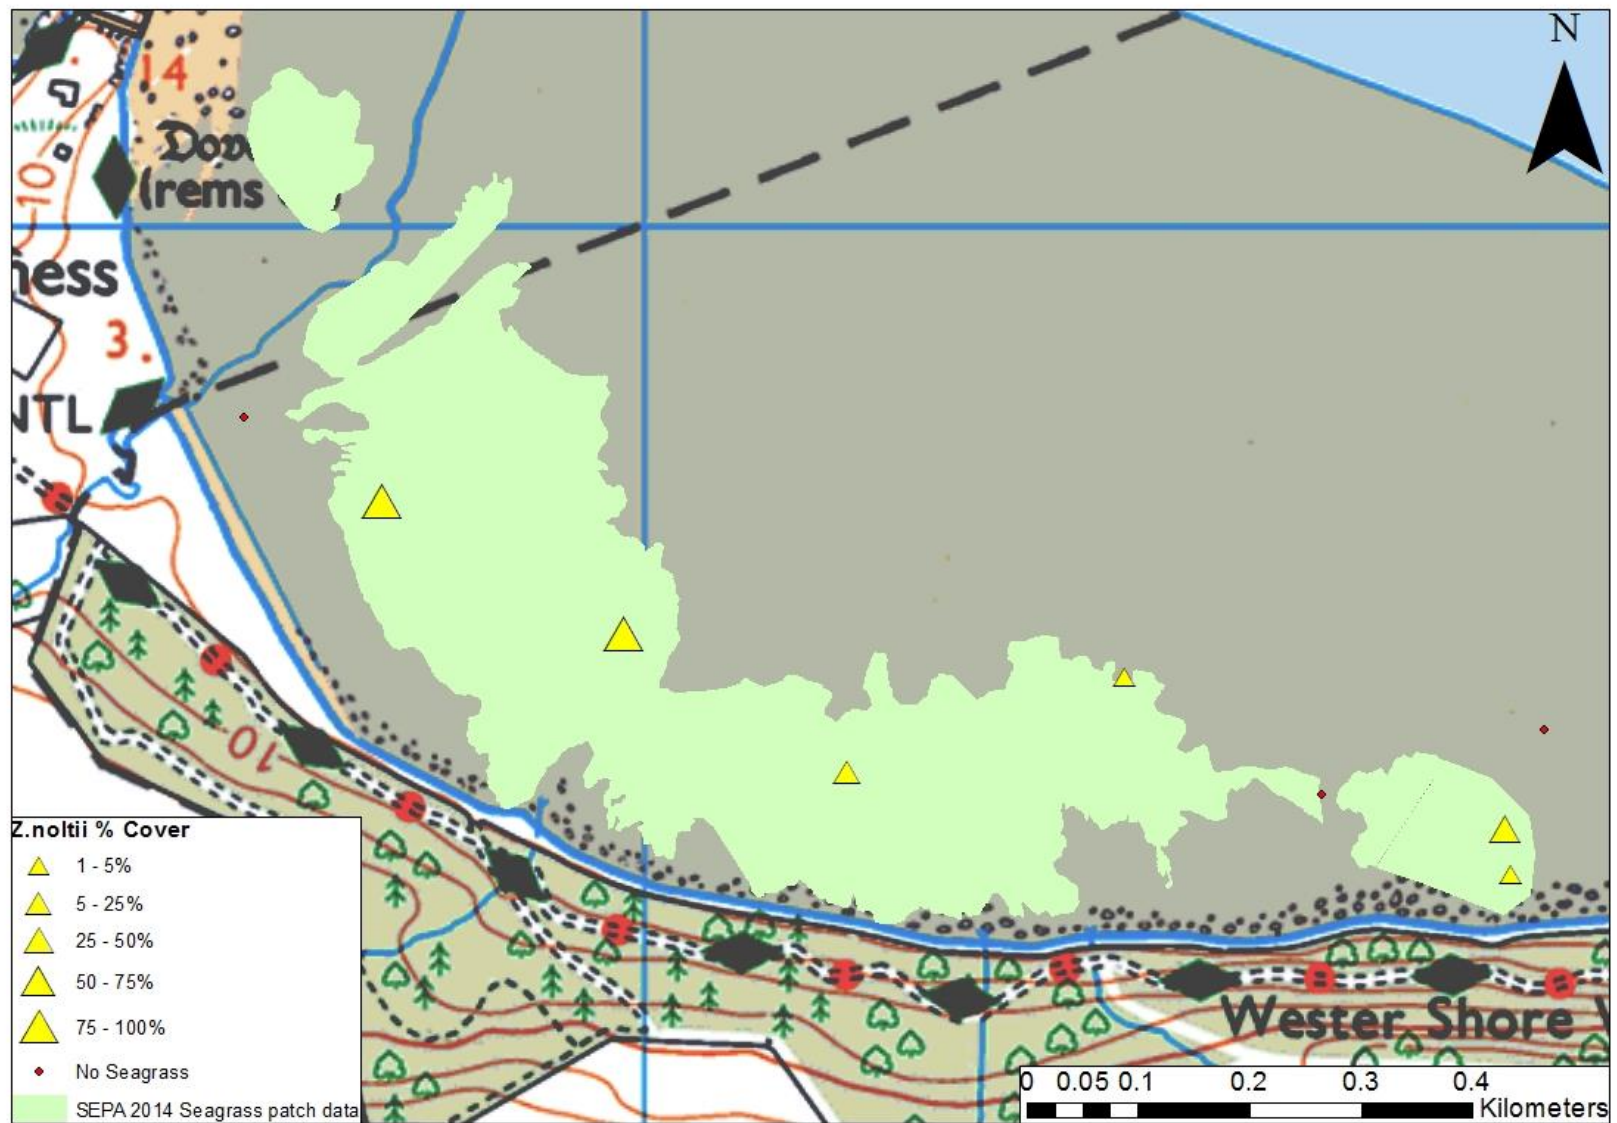 N
14
Dov
(rems
10
ness
3.
NTL
10
Z.noltii % Cover
1 - 5%
5 - 25%
25 - 50%
50 - 75%
75 - 100%
No Seagrass
SEPA 2014 Seagrass patch data
Wester Shore
0 0.05 0.1 0.2 0.3 0.4
Kilometers